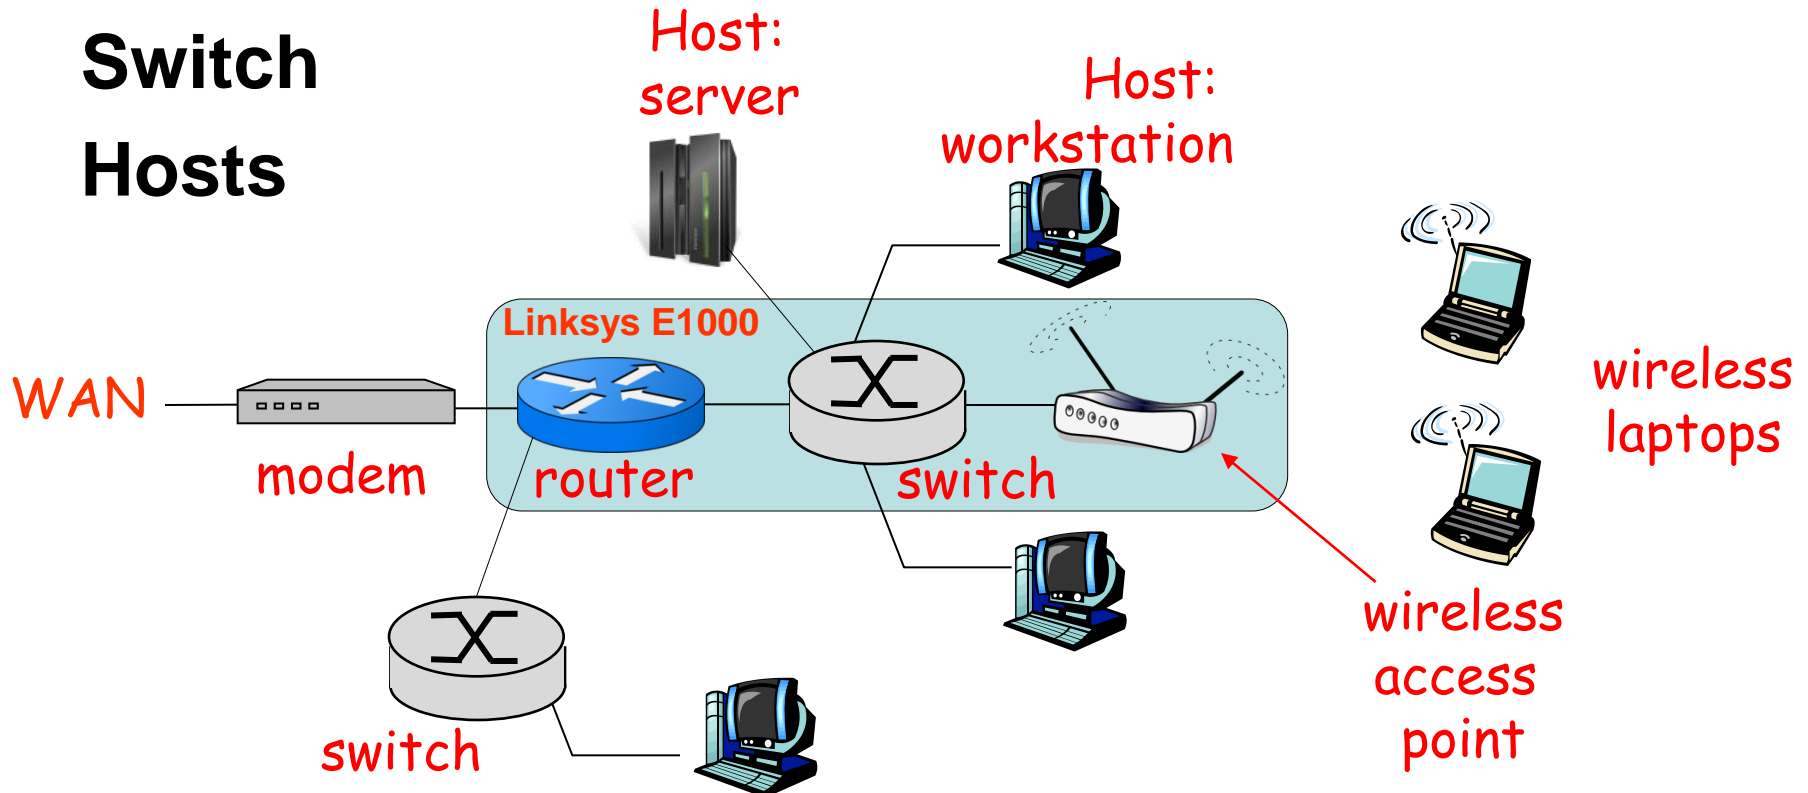 Switch
Hosts
Host:
server
Host:
workstation
Linksys E1000
WAN
modem
router
switch
wireless
laptops
switch
wireless
access
point